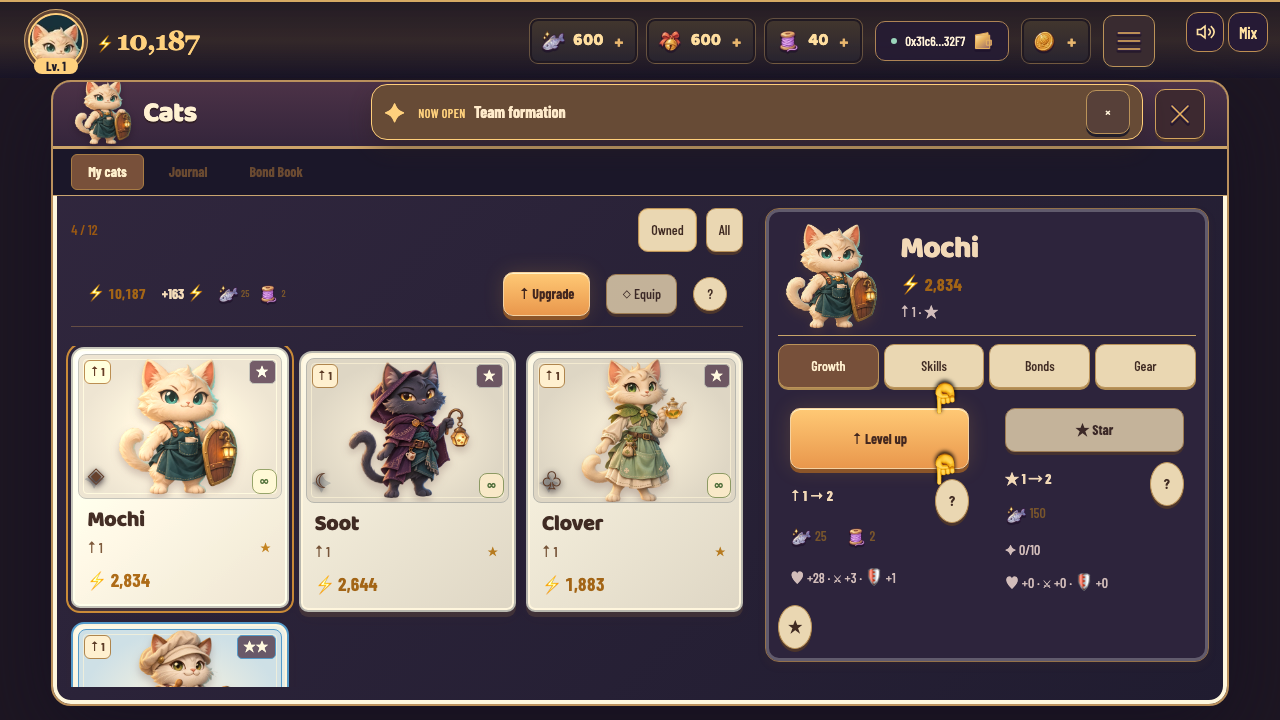 10,187
600 +
600 +
40 +
0x31c6...32F7
+
Mix
Lv. 1
Cats
NOW OPEN Team formation
×
My cats
Journal
Bond Book
4 / 12
Owned
All
10,187
+163
25
2
↑ Upgrade
◇ Equip
?
↑ 1
∞
Mochi
↑ 1
★
2,834
↑ 1
∞
Soot
↑ 1
★
2,644
↑ 1
∞
Clover
↑ 1
★
1,883
↑ 1
★★
Mochi
2,834
↑ 1 · ★
Growth
Skills
Bonds
Gear
↑ Level up
★ Star
↑ 1 → 2
?
25
2
+28 · ⚔ +3 · +1
★ 1 → 2
?
150
✦ 0/10
+0 · ⚔ +0 · +0
★